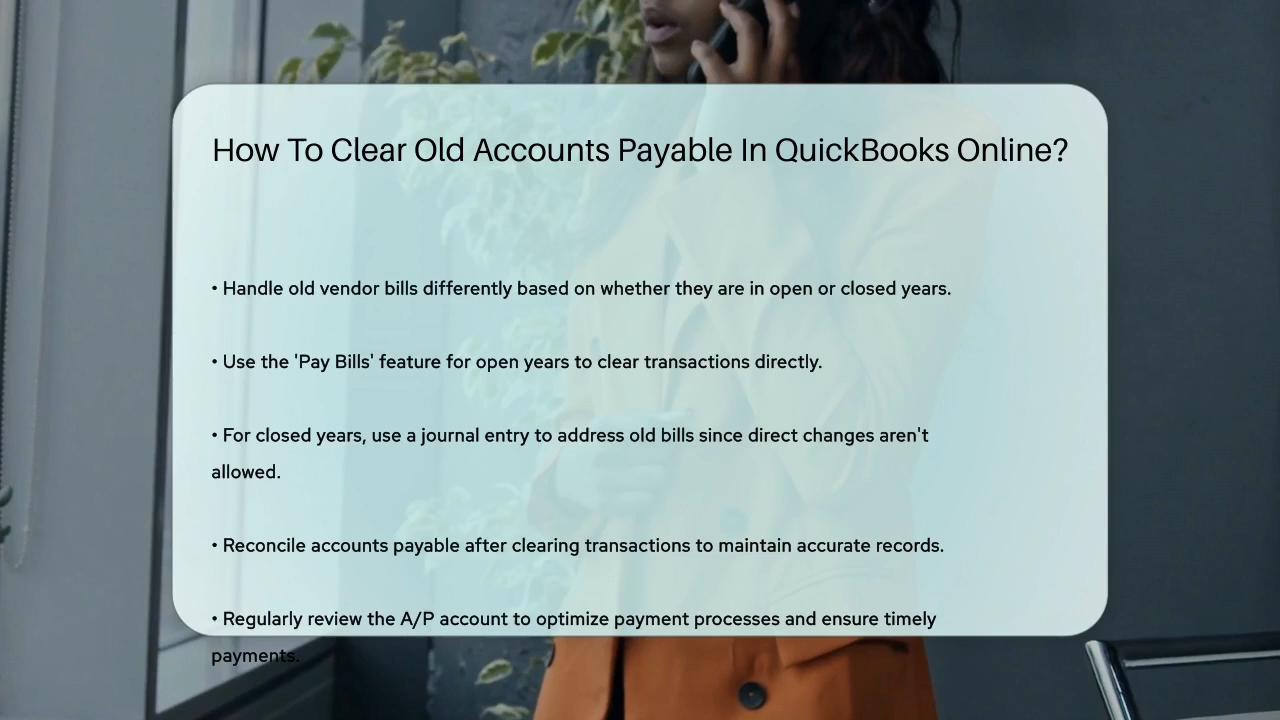 How To Clear Old Accounts Payable In QuickBooks Online?
• Handle old vendor bills differently based on whether they are in open or closed years.
• Use the 'Pay Bills' feature for open years to clear transactions directly.
• For closed years, use a journal entry to address old bills since direct changes aren't
allowed.
• Reconcile accounts payable after clearing transactions to maintain accurate records.
• Regularly review the A/P account to optimize payment processes and ensure timely
payments.